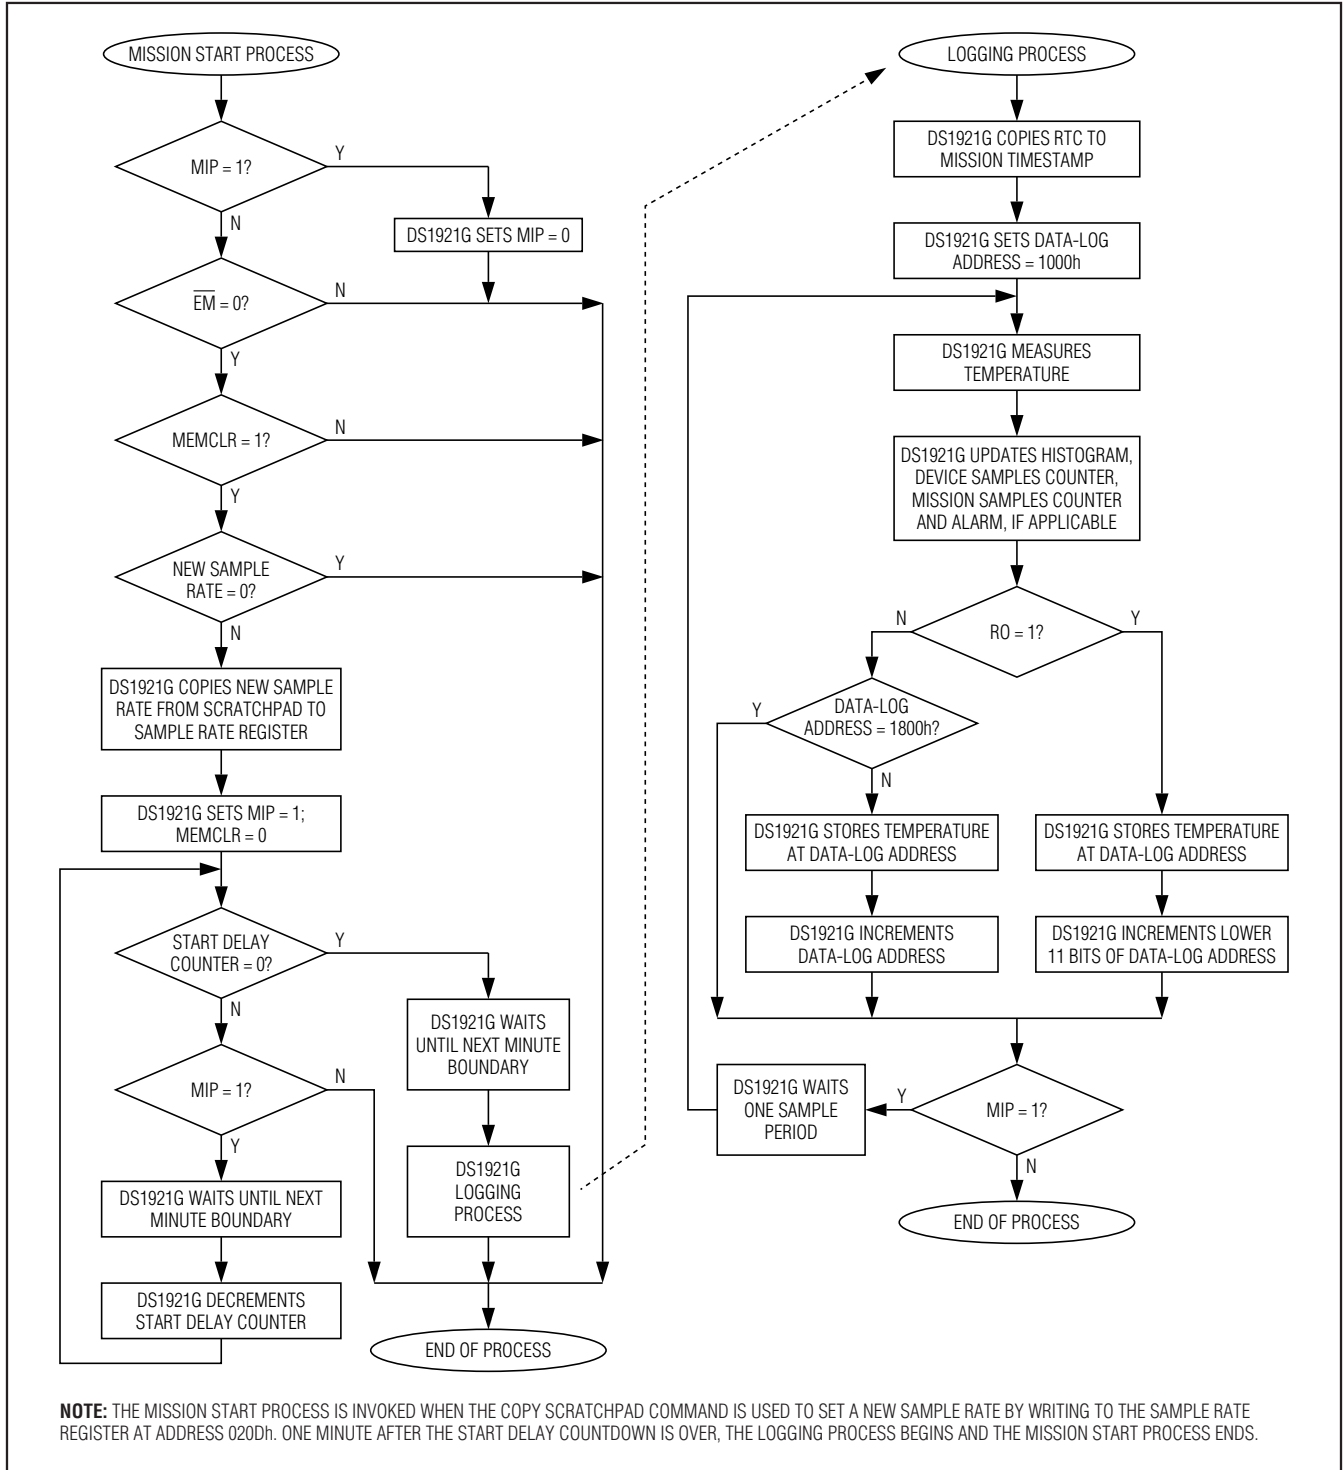 MISSION START PROCESS
MIP = 1?
Y
N
DS1921G SETS MIP = 0
EM = 0?
N
Y
MEMCLR = 1?
N
Y
NEW SAMPLE
RATE = 0?
Y
N
DS1921G COPIES NEW SAMPLE
RATE FROM SCRATCHPAD TO
SAMPLE RATE REGISTER
DS1921G SETS MIP = 1;
MEMCLR = 0
START DELAY
COUNTER = 0?
Y
N
DS1921G WAITS
UNTIL NEXT MINUTE
BOUNDARY
MIP = 1?
N
Y
DS1921G
LOGGING
PROCESS
DS1921G WAITS UNTIL NEXT
MINUTE BOUNDARY
DS1921G DECREMENTS
START DELAY COUNTER
END OF PROCESS
LOGGING PROCESS
DS1921G COPIES RTC TO
MISSION TIMESTAMP
DS1921G SETS DATA-LOG
ADDRESS = 1000h
DS1921G MEASURES
TEMPERATURE
DS1921G UPDATES HISTOGRAM,
DEVICE SAMPLES COUNTER,
MISSION SAMPLES COUNTER
AND ALARM, IF APPLICABLE
RO = 1?
N
Y
DATA-LOG
ADDRESS = 1800h?
Y
N
DS1921G STORES TEMPERATURE
AT DATA-LOG ADDRESS
DS1921G STORES TEMPERATURE
AT DATA-LOG ADDRESS
DS1921G INCREMENTS
DATA-LOG ADDRESS
DS1921G INCREMENTS LOWER
11 BITS OF DATA-LOG ADDRESS
DS1921G WAITS
ONE SAMPLE
PERIOD
Y
MIP = 1?
N
END OF PROCESS
NOTE: THE MISSION START PROCESS IS INVOKED WHEN THE COPY SCRATCHPAD COMMAND IS USED TO SET A NEW SAMPLE RATE BY WRITING TO THE SAMPLE RATE
REGISTER AT ADDRESS 020Dh. ONE MINUTE AFTER THE START DELAY COUNTDOWN IS OVER, THE LOGGING PROCESS BEGINS AND THE MISSION START PROCESS ENDS.